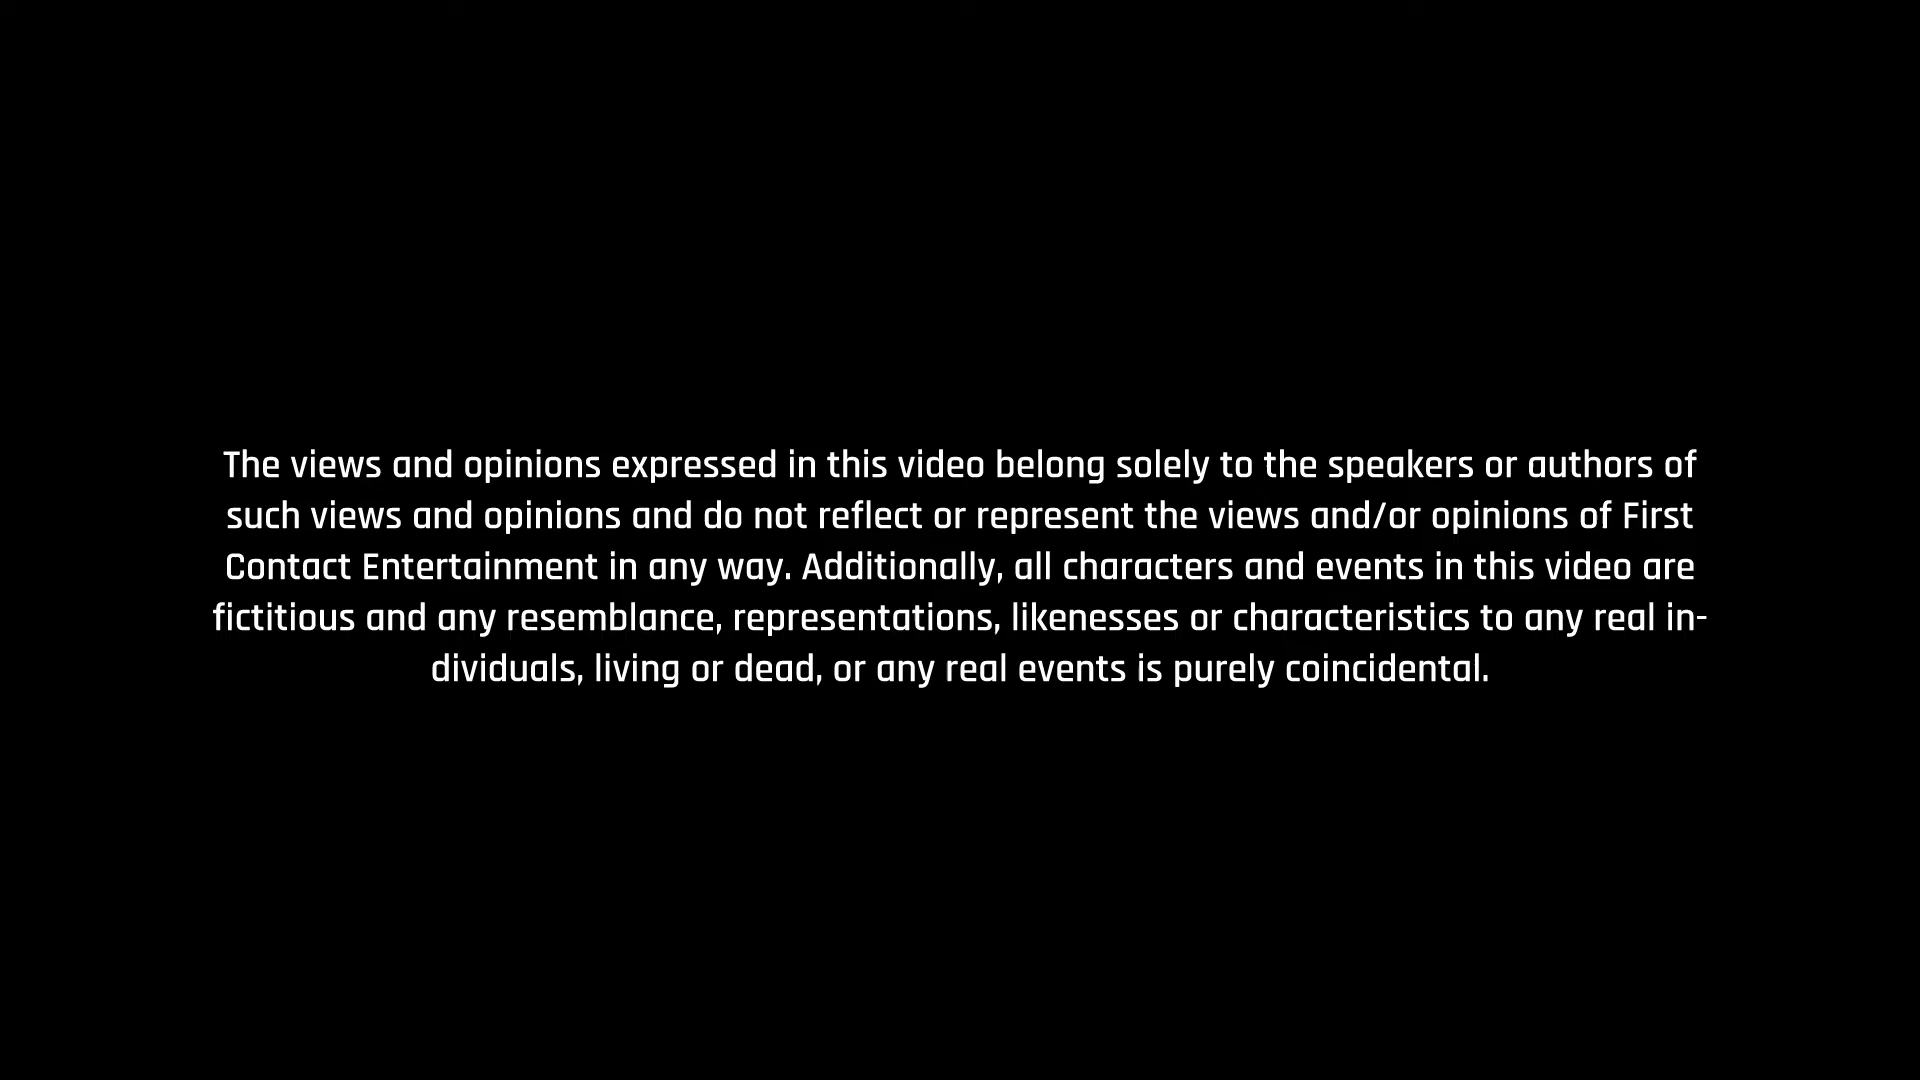 The views and opinions expressed in this video belong solely to the speakers or authors of
such views and opinions and do not reflect or represent the views and/or opinions of First
Contact Entertainment in any way. Additionally, all characters and events in this video are
fictitious and any resemblance, representations, likenesses or characteristics to any real in-
dividuals, living or dead, or any real events is purely coincidental.